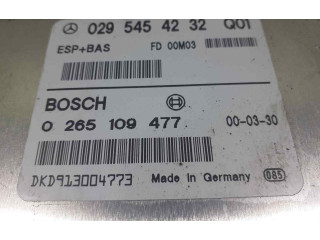 029 545 42 32 Q01
ESP+BAS FD 00M03
BOSCH
0 265 109 477 00-03-30
DKD913004773 Made in Germany 085